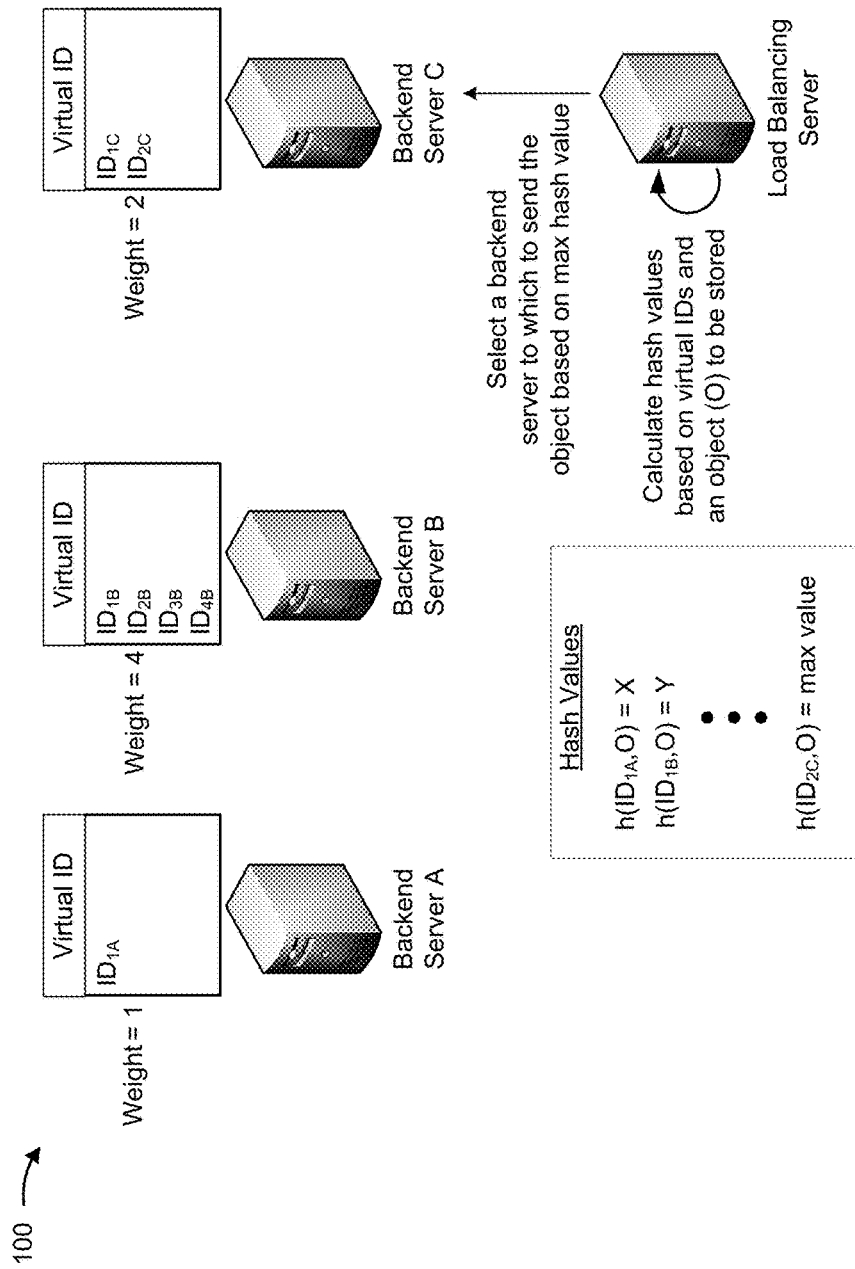 100
Weight = 1
Virtual ID
ID1A
Backend
Server A
Weight = 4
Virtual ID
ID1B
ID2B
ID3B
ID4B
Backend
Server B
Weight = 2
Virtual ID
ID1C
ID2C
Backend
Server C
Hash Values
h(ID1A,O) = X
h(ID1B,O) = Y
h(ID2C,O) = max value
Select a backend
server to which to send the
object based on max hash value
Calculate hash values
based on virtual IDs and
an object (O) to be stored
Load Balancing
Server